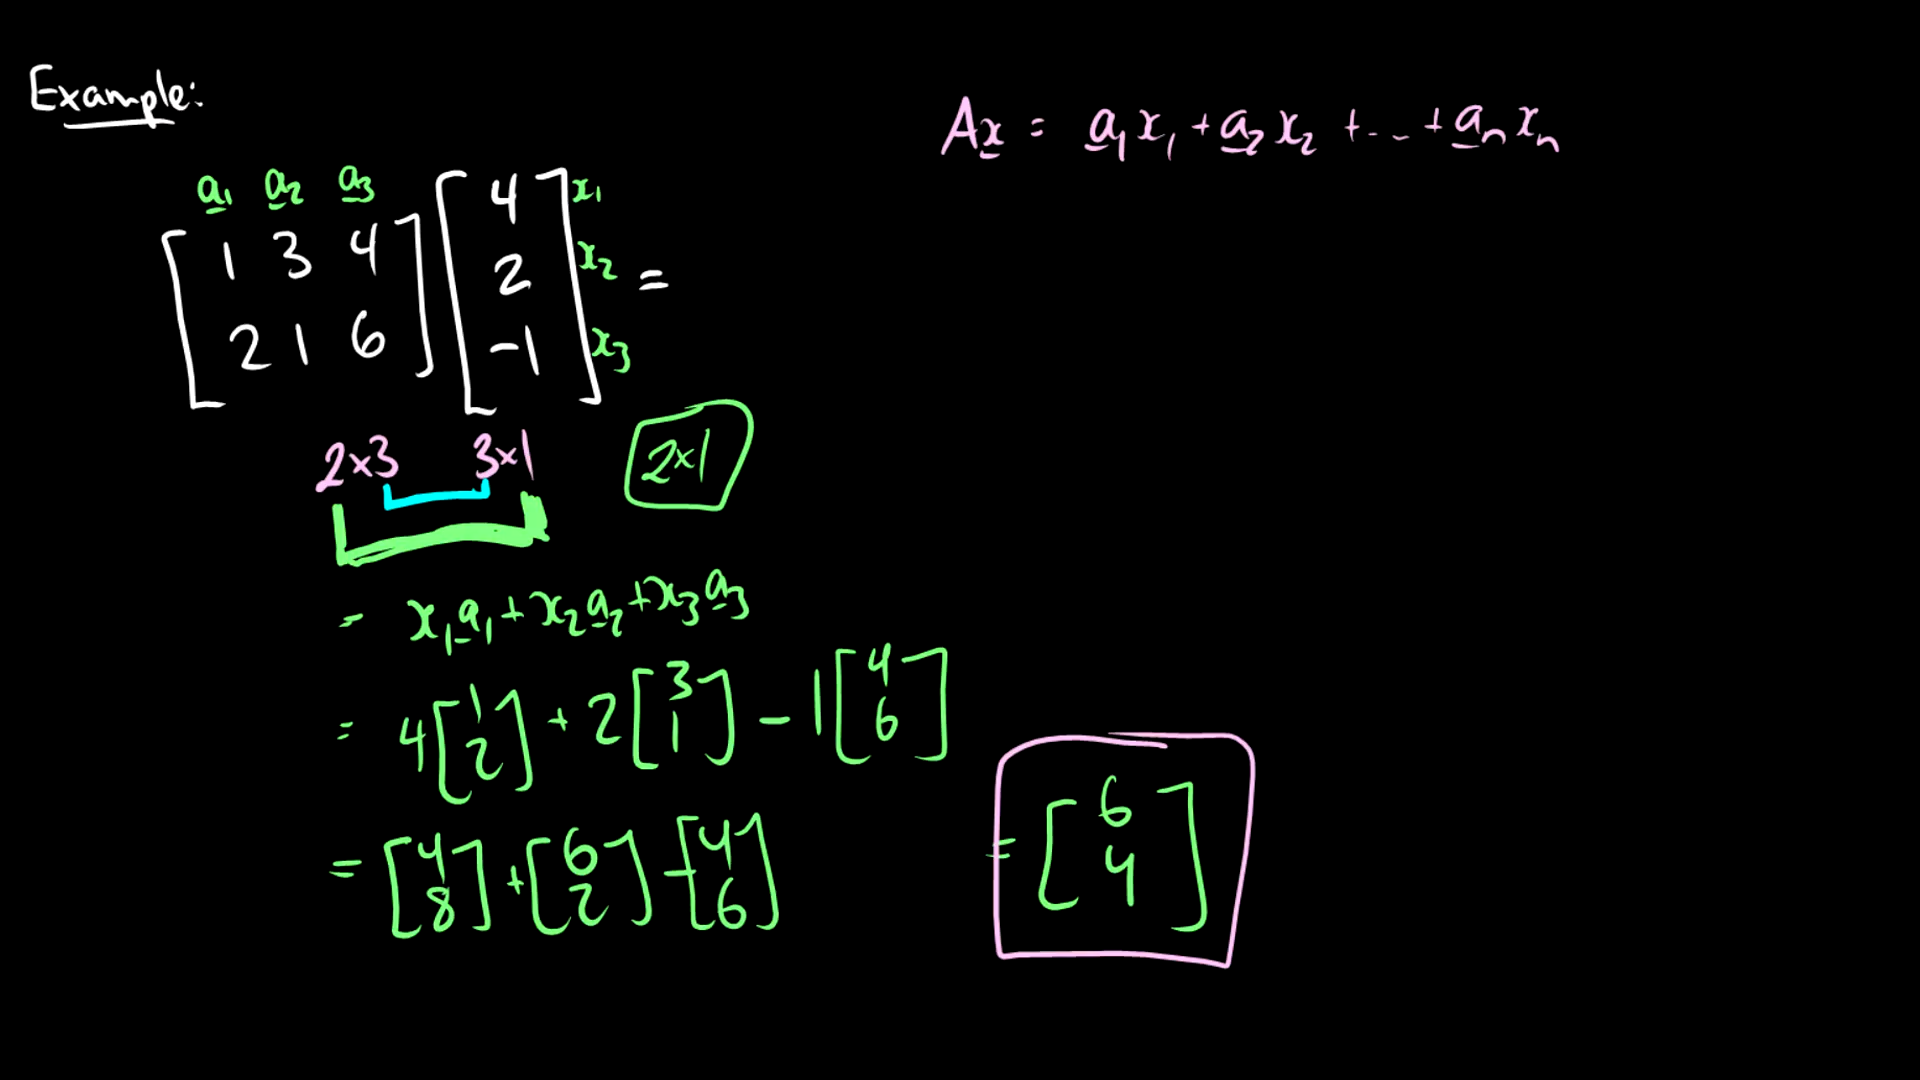 Example:
Ax = a₁x₁ + a₂x₂ + ... + aₙxₙ
a₁ a₂ a₃
[1 3 4] [4] x₁
[2 1 6] [2] x₂ =
[-1] x₃
2×3 3×1 2×1
= x₁a₁ + x₂a₂ + x₃a₃
= 4[1 2] + 2[3 1] - 1[4 6]
= [4 8] + [6 2] - [4 6] = [6 4]